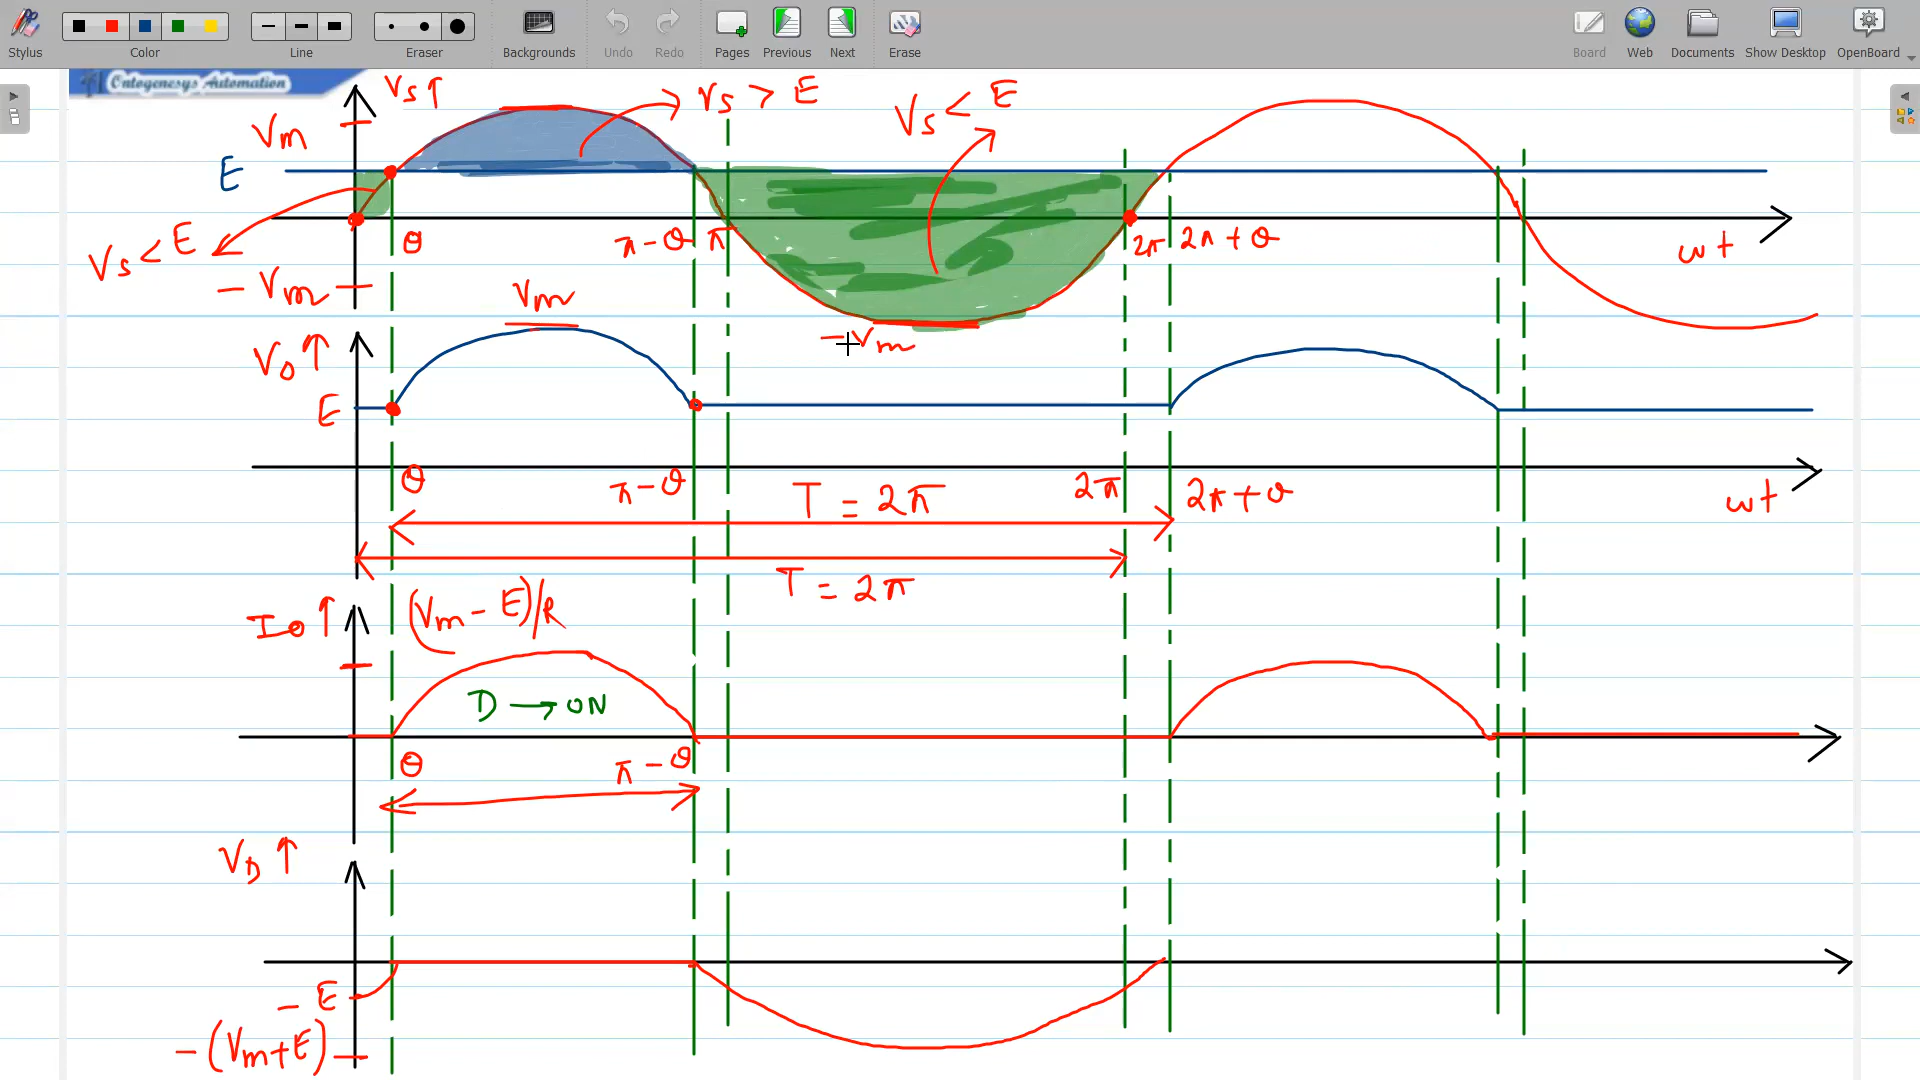 Stylus Color Line Eraser Backgrounds Undo Redo Pages Previous Next Erase Board Web Documents Show Desktop OpenBoard
Ontogenesys Automation
Vs↑
Vs > E
Vs < E
Vm
E
Vs < E
θ
π-θ
π
2π
2π+θ
ωt
-Vm
Vm
-Vm
Vo↑
E
θ
π-θ
T = 2π
2π
2π+θ
ωt
T = 2π
Io↑
(Vm - E)/R
D → ON
θ
π-θ
VD↑
-E
-(Vm+E)